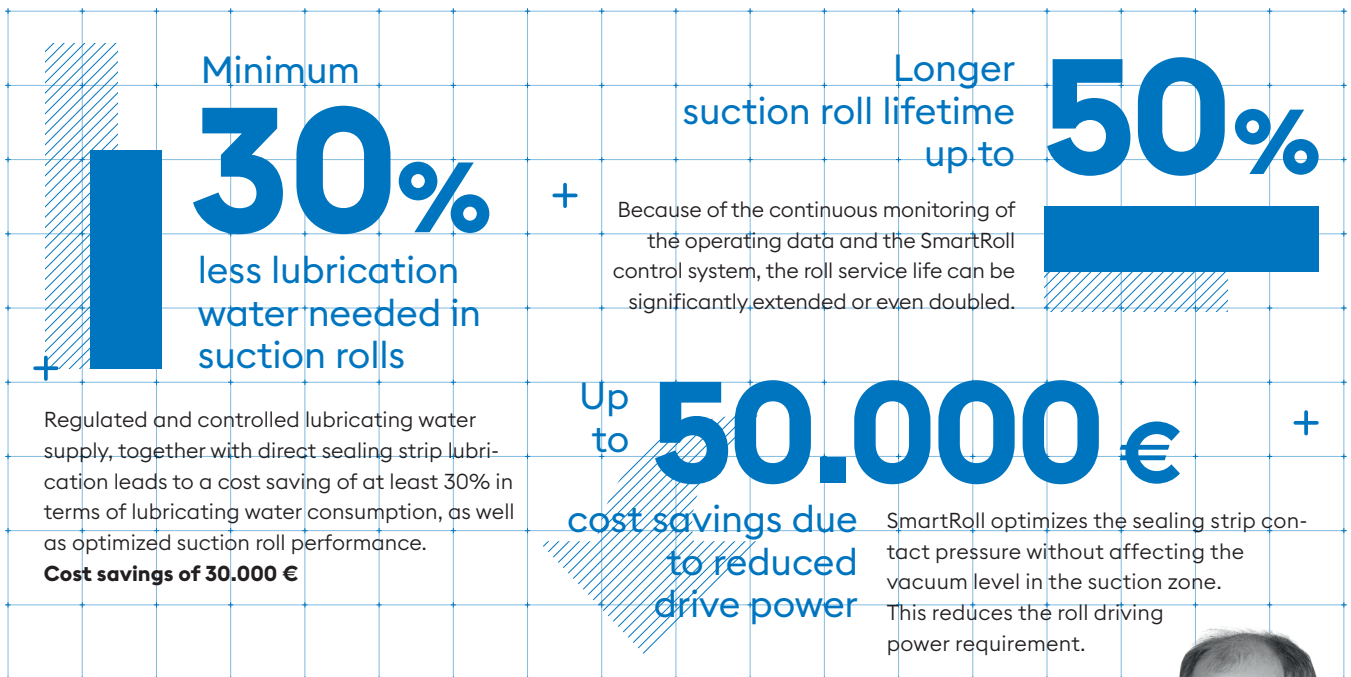 Minimum
30%
less lubrication
water needed in
suction rolls
Regulated and controlled lubricating water
supply, together with direct sealing strip lubri-
cation leads to a cost saving of at least 30% in
terms of lubricating water consumption, as well
as optimized suction roll performance.
Cost savings of 30.000 €
Longer
suction roll lifetime
up to
50%
Because of the continuous monitoring of
the operating data and the SmartRoll
control system, the roll service life can be
significantly extended or even doubled.
Up
to
50.000 €
cost savings due
to reduced
drive power
SmartRoll optimizes the sealing strip con-
tact pressure without affecting the
vacuum level in the suction zone.
This reduces the roll driving
power requirement.